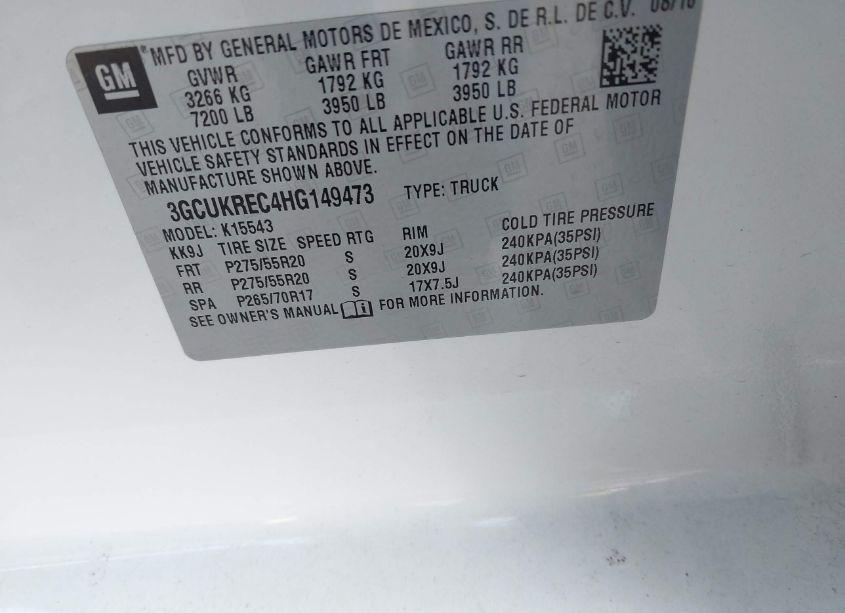 GM
® MFD BY GENERAL MOTORS DE MEXICO, S. DE R.L. DE C.V. 08/16
GVWR GAWR FRT GAWR RR
3266 KG 1792 KG 1792 KG
7200 LB 3950 LB 3950 LB
THIS VEHICLE CONFORMS TO ALL APPLICABLE U.S. FEDERAL MOTOR
VEHICLE SAFETY STANDARDS IN EFFECT ON THE DATE OF
MANUFACTURE SHOWN ABOVE.
3GCUKREC4HG149473 TYPE: TRUCK
MODEL: K15543
KK9J TIRE SIZE SPEED RTG RIM COLD TIRE PRESSURE
FRT P275/55R20 S 20X9J 240KPA(35PSI)
RR P275/55R20 S 20X9J 240KPA(35PSI)
SPA P265/70R17 S 17X7.5J 240KPA(35PSI)
SEE OWNER'S MANUAL FOR MORE INFORMATION.